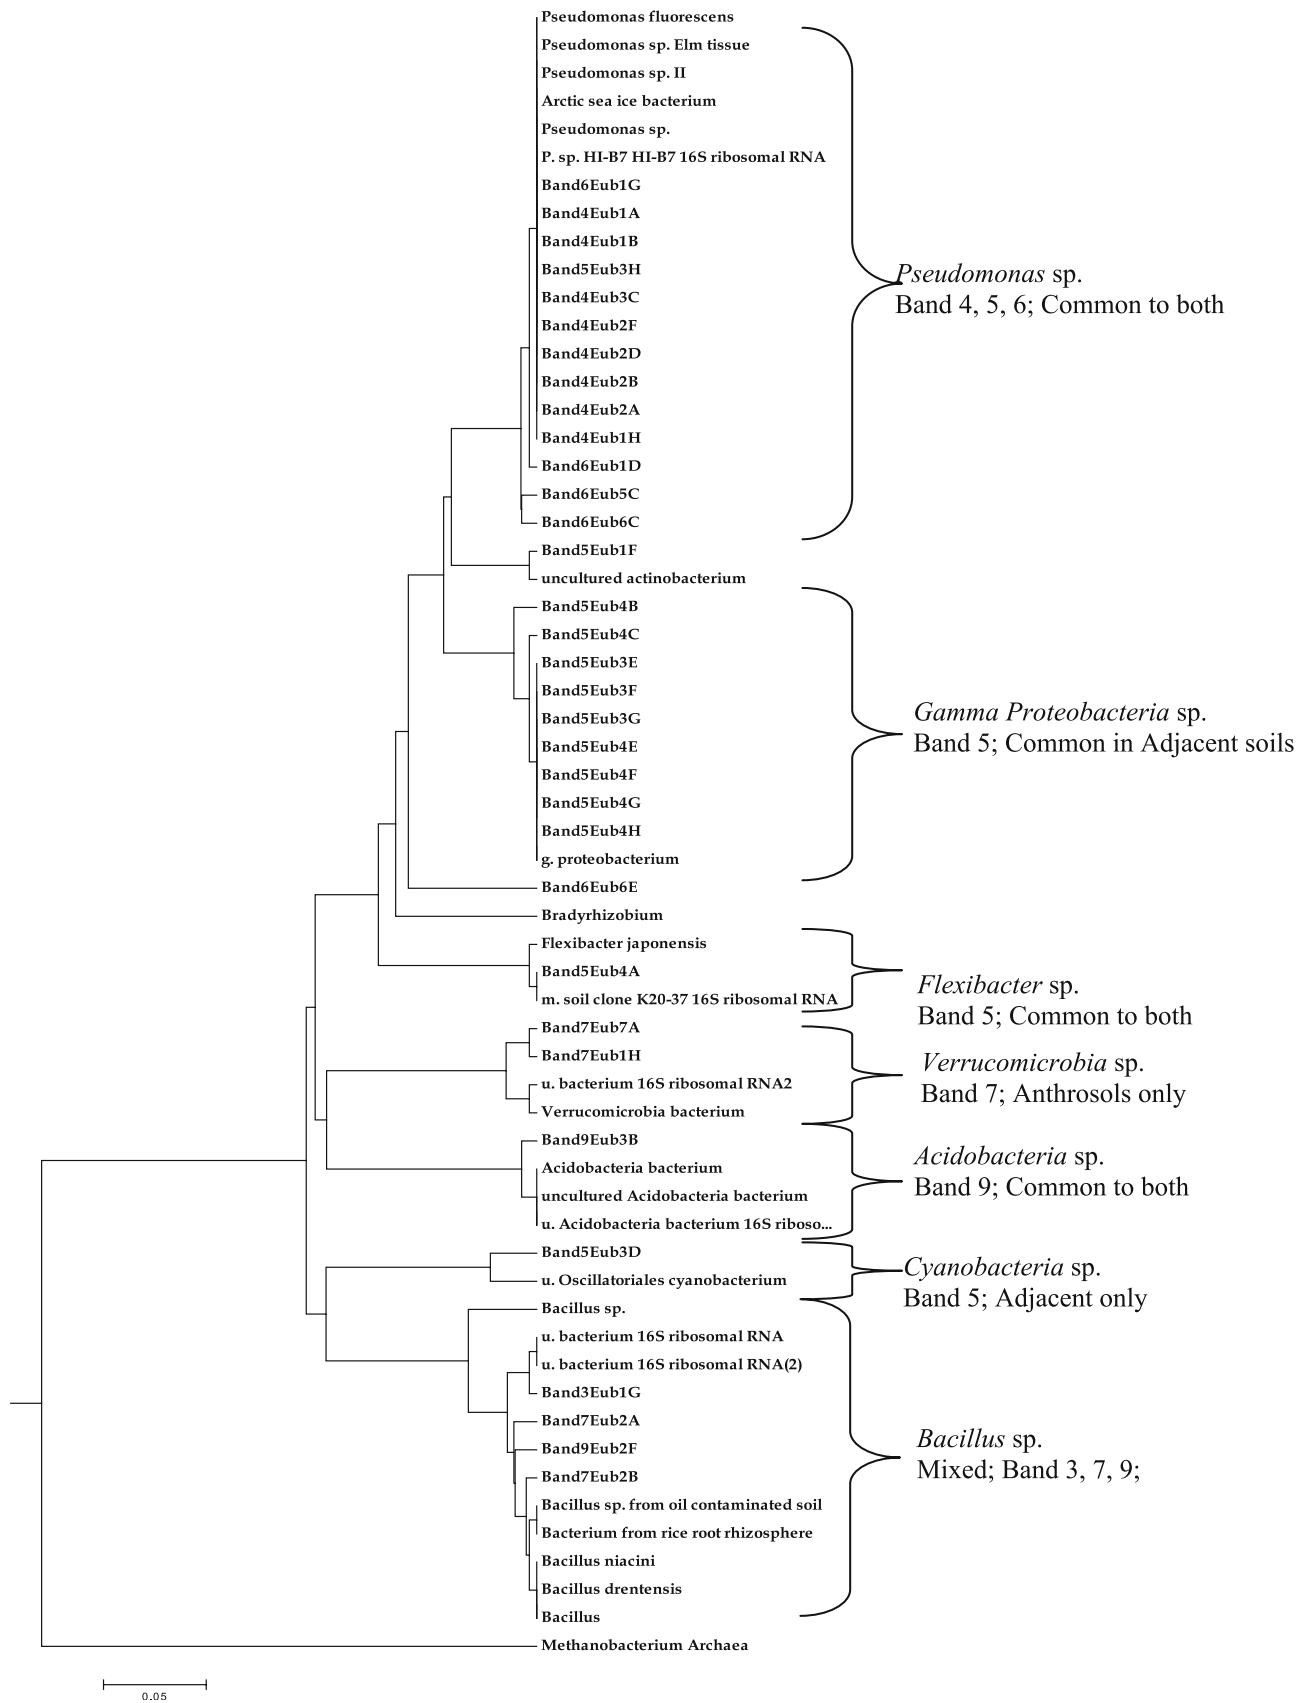 Pseudomonas fluorescens
Pseudomonas sp. Elm tissue
Pseudomonas sp. II
Arctic sea ice bacterium
Pseudomonas sp.
P. sp. HI-B7 HI-B7 16S ribosomal RNA
Band6Eub1G
Band4Eub1A
Band4Eub1B
Band5Eub3H
Band4Eub3C
Band4Eub2F
Band4Eub2D
Band4Eub2B
Band4Eub2A
Band4Eub1H
Band6Eub1D
Band6Eub5C
Band6Eub6C
Pseudomonas sp.
Band 4, 5, 6; Common to both
Band5Eub1F
uncultured actinobacterium
Band5Eub4B
Band5Eub4C
Band5Eub3E
Band5Eub3F
Band5Eub3G
Band5Eub4E
Band5Eub4F
Band5Eub4G
Band5Eub4H
g. proteobacterium
Gamma Proteobacteria sp.
Band 5; Common in Adjacent soils
Band6Eub6E
Bradyrhizobium
Flexibacter japonensis
Band5Eub4A
m. soil clone K20-37 16S ribosomal RNA
Flexibacter sp.
Band 5; Common to both
Band7Eub7A
Band7Eub1H
u. bacterium 16S ribosomal RNA2
Verrucomicrobia bacterium
Verrucomicrobia sp.
Band 7; Anthrosols only
Band9Eub3B
Acidobacteria bacterium
uncultured Acidobacteria bacterium
u. Acidobacteria bacterium 16S riboso...
Acidobacteria sp.
Band 9; Common to both
Band5Eub3D
u. Oscillatoriales cyanobacterium
Cyanobacteria sp.
Band 5; Adjacent only
Bacillus sp.
u. bacterium 16S ribosomal RNA
u. bacterium 16S ribosomal RNA(2)
Band3Eub1G
Band7Eub2A
Band9Eub2F
Band7Eub2B
Bacillus sp. from oil contaminated soil
Bacterium from rice root rhizosphere
Bacillus niacini
Bacillus drentensis
Bacillus
Bacillus sp.
Mixed; Band 3, 7, 9;
Methanobacterium Archaea
0.05